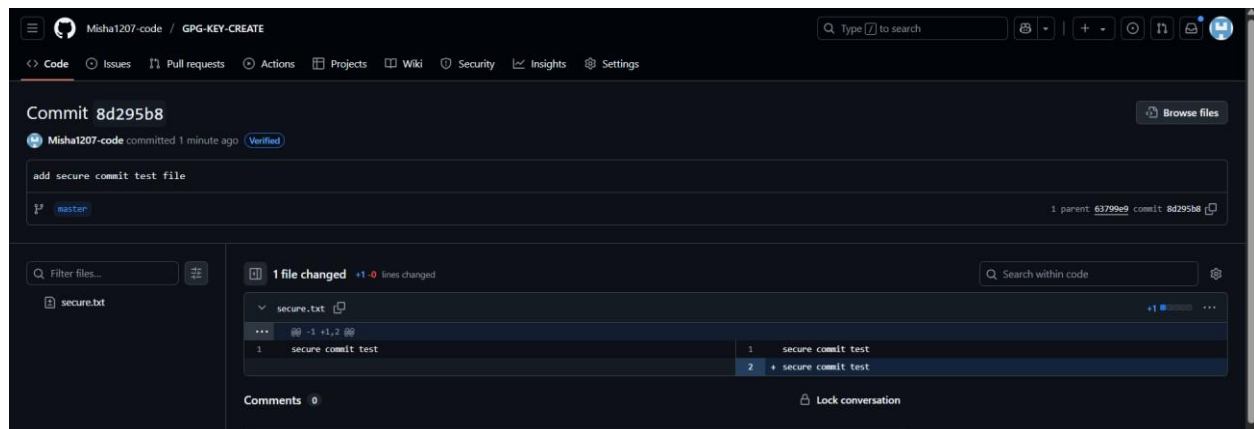 Misha1207-code / GPG-KEY-CREATE
Type / to search
Code Issues Pull requests Actions Projects Wiki Security Insights Settings
Commit 8d295b8
Browse files
Misha1207-code committed 1 minute ago Verified
add secure commit test file
master
1 parent 63799e9 commit 8d295b8
Filter files...
1 file changed +1 -0 lines changed
Search within code
secure.txt
secure.txt
+1
@@ -1 +1,2 @@
1 secure commit test
1 secure commit test
2 + secure commit test
Comments 0
Lock conversation